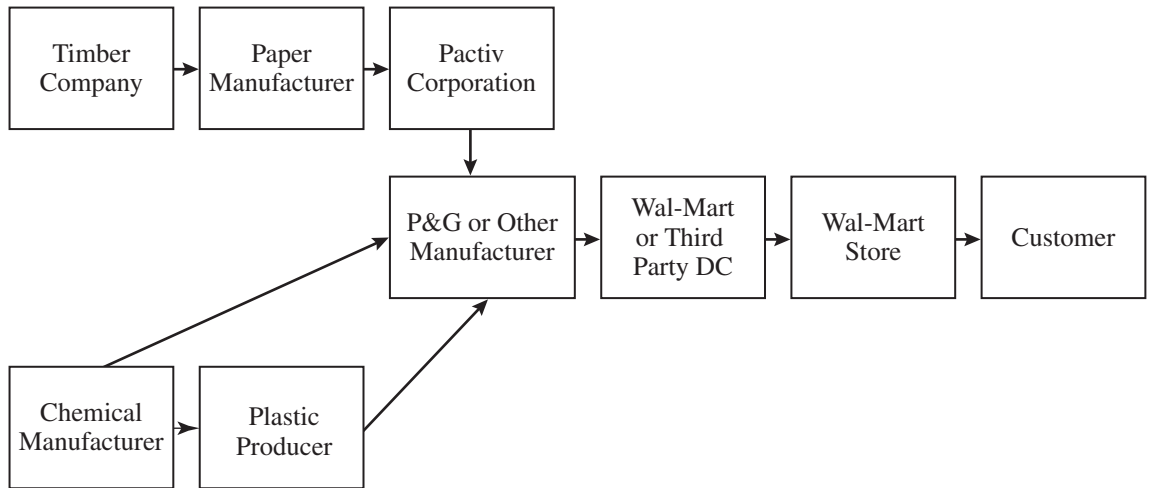 Timber
Company
Paper
Manufacturer
Pactiv
Corporation
P&G or Other
Manufacturer
Wal-Mart
or Third
Party DC
Wal-Mart
Store
Customer
Chemical
Manufacturer
Plastic
Producer